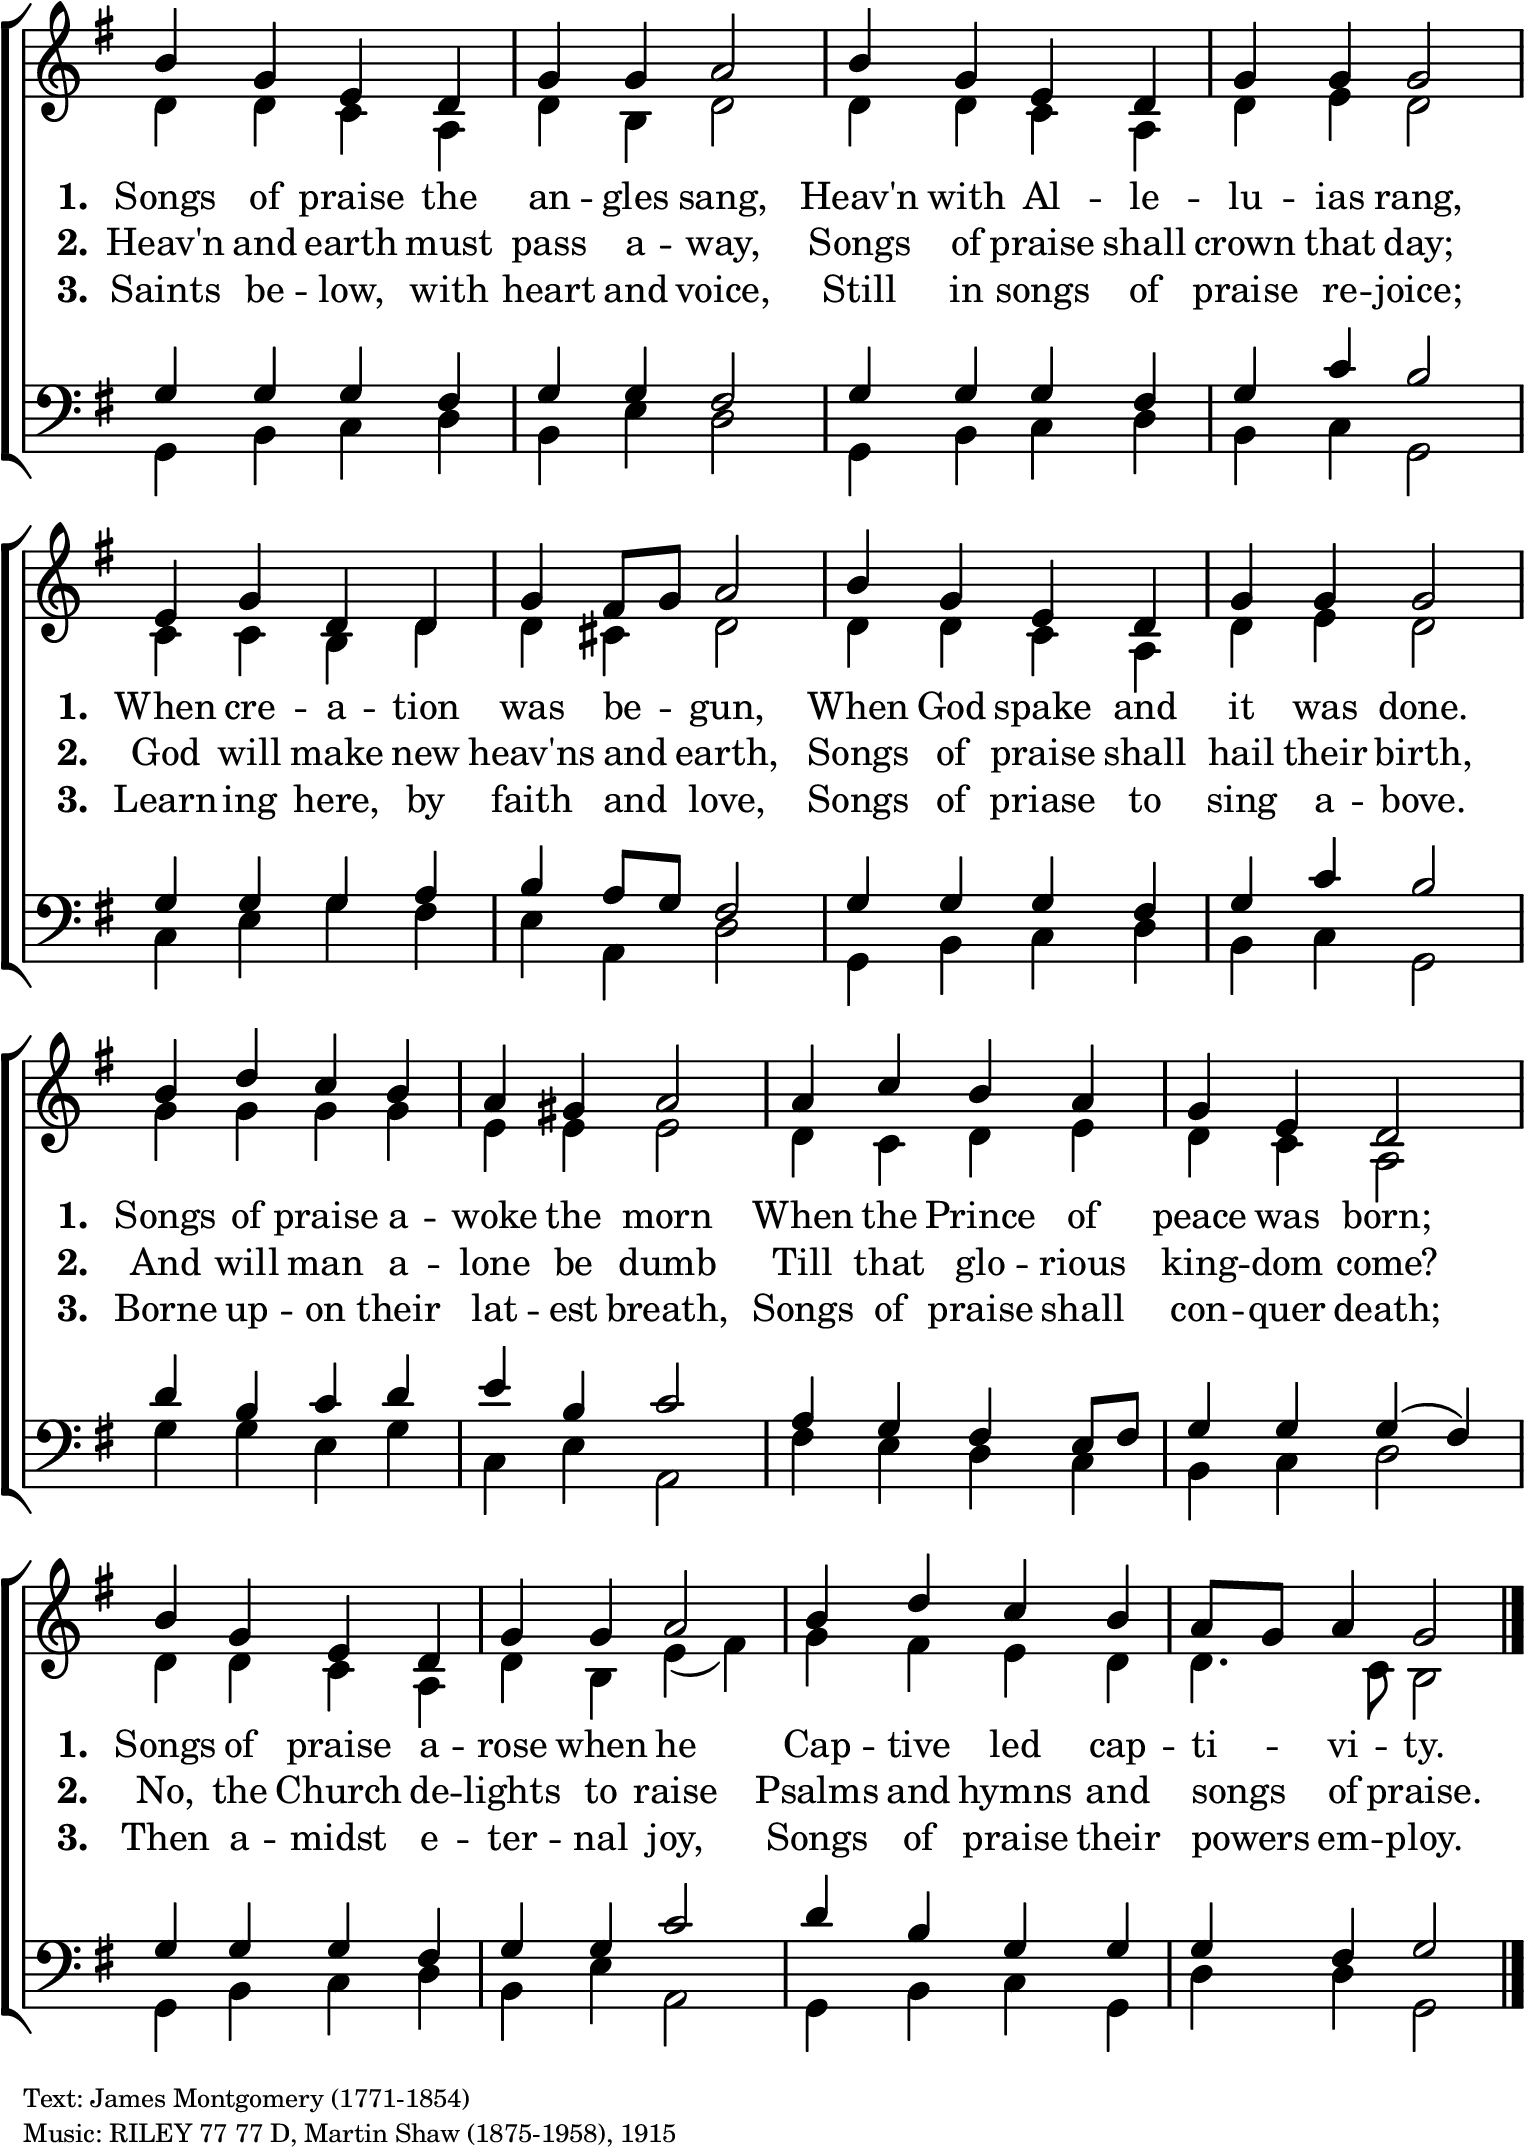 1. Songs of praise the an -- gles sang, Heav'n with Al -- le -- lu -- ias rang,
2. Heav'n and earth must pass a -- way, Songs of praise shall crown that day;
3. Saints be -- low, with heart and voice, Still in songs of praise re -- joice;
1. When cre -- a -- tion was be -- gun, When God spake and it was done.
2. God will make new heav'ns and earth, Songs of praise shall hail their birth,
3. Learn -- ing here, by faith and love, Songs of priase to sing a -- bove.
1. Songs of praise a -- woke the morn When the Prince of peace was born;
2. And will man a -- lone be dumb Till that glo -- rious king -- dom come?
3. Borne up -- on their lat -- est breath, Songs of praise shall con -- quer death;
1. Songs of praise a -- rose when he Cap -- tive led cap -- ti -- vi -- ty.
2. No, the Church de -- lights to raise Psalms and hymns and songs of praise.
3. Then a -- midst e -- ter -- nal joy, Songs of praise their powers em -- ploy.
Text: James Montgomery (1771-1854)
Music: RILEY 77 77 D, Martin Shaw (1875-1958), 1915